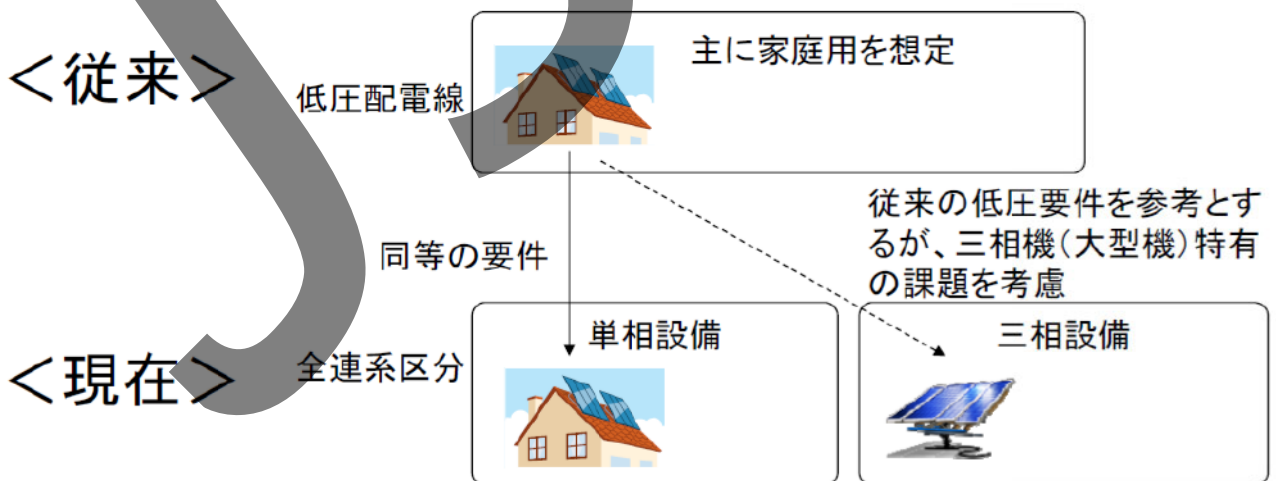 主に家庭用を想定
＜従来＞
低圧配電線
従来の低圧要件を参考とす
るが、三相機（大型機）特有
の課題を考慮
同等の要件
単相設備
三相設備
＜現在＞
全連系区分